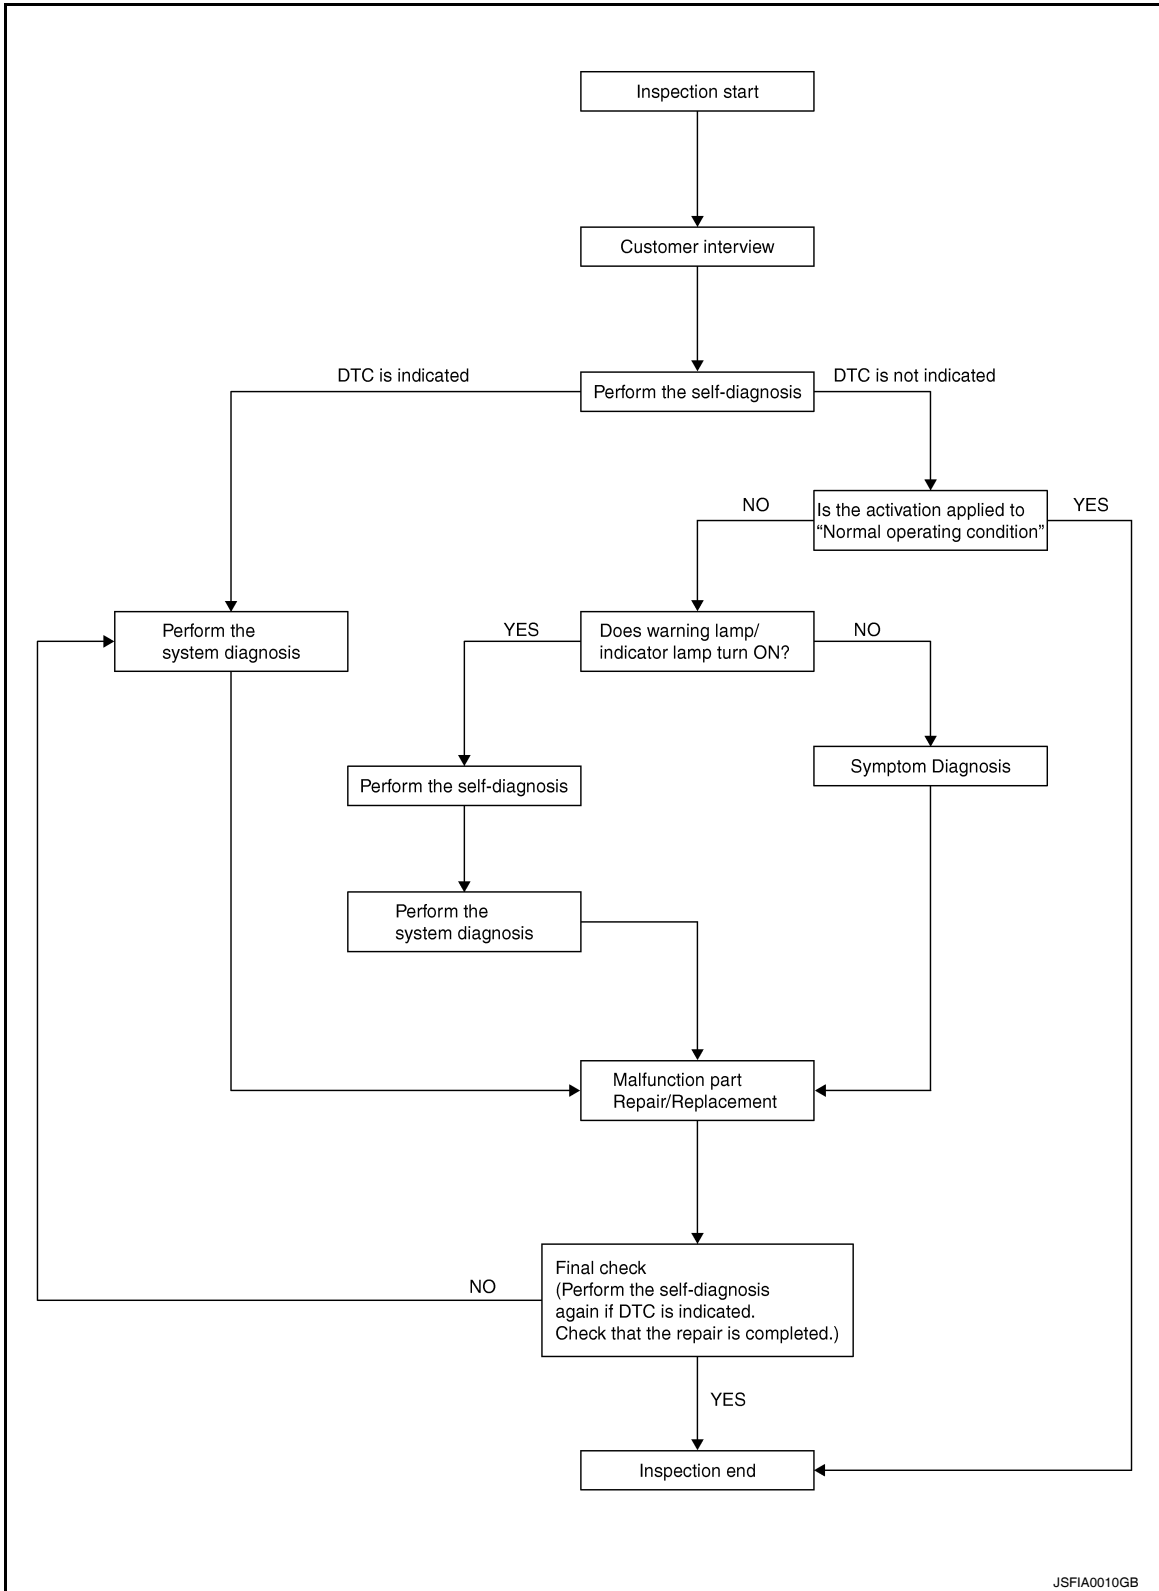 Inspection start
Customer interview
DTC is indicated
DTC is not indicated
Perform the self-diagnosis
NO
YES
Is the activation applied to
“Normal operating condition”
Perform the
system diagnosis
YES
Does warning lamp/
indicator lamp turn ON?
NO
Perform the self-diagnosis
Symptom Diagnosis
Perform the
system diagnosis
Malfunction part
Repair/Replacement
NO
Final check
(Perform the self-diagnosis
again if DTC is indicated.
Check that the repair is completed.)
YES
Inspection end
JSFIA0010GB